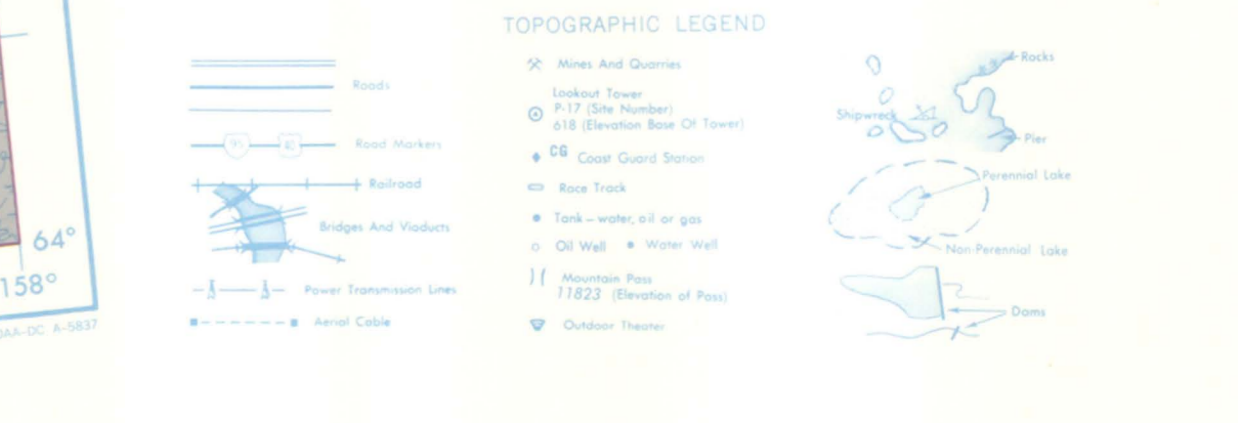 TOPOGRAPHIC LEGEND
Roads
95
Road Markers
Railroad
Bridges And Viaducts
Power Transmission Lines
Aerial Cable
Mines And Quarries
Lookout Tower
P-17 (Site Number)
618 (Elevation Base Of Tower)
CG Coast Guard Station
Race Track
Tank-water, oil or gas
Oil Well Water Well
Mountain Pass
11823 (Elevation of Pass)
Outdoor Theater
Rocks
Shipwreck
Pier
Perennial Lake
Non-Perennial Lake
Dams
64°
158°
DC A-5837